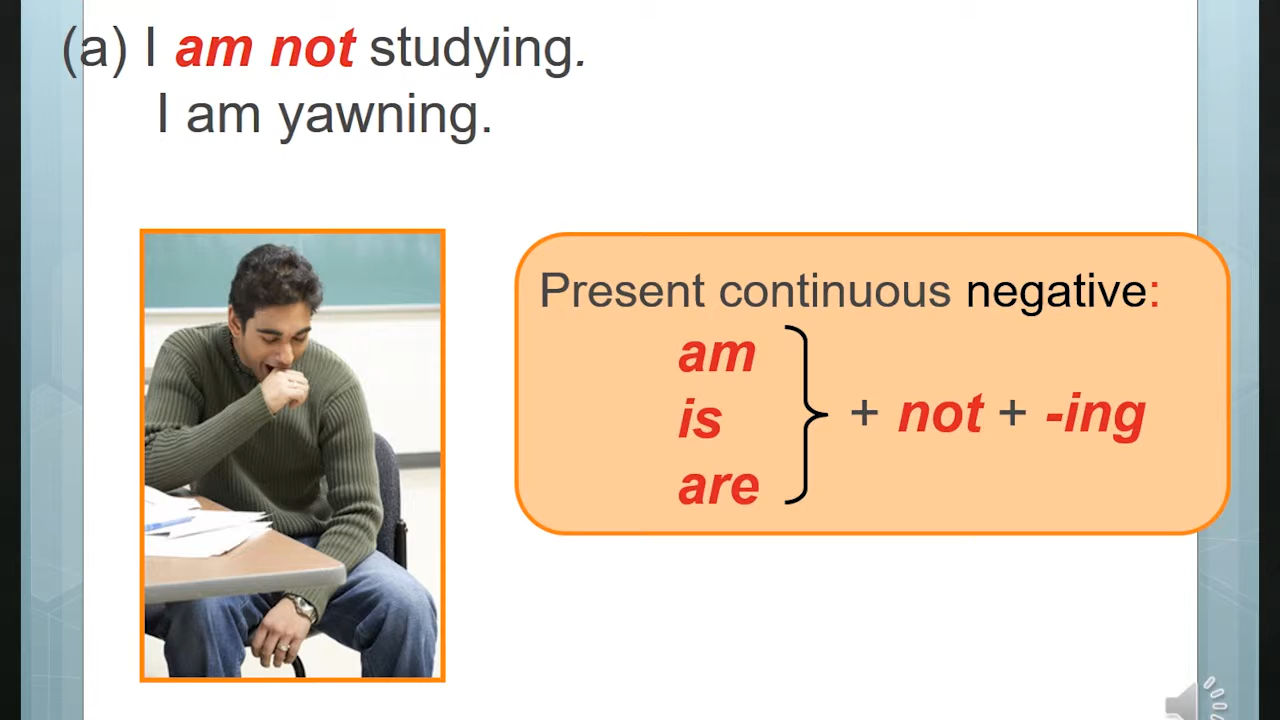 (a) I am not studying.
I am yawning.
Present continuous negative:
am
is
are
+ not + -ing